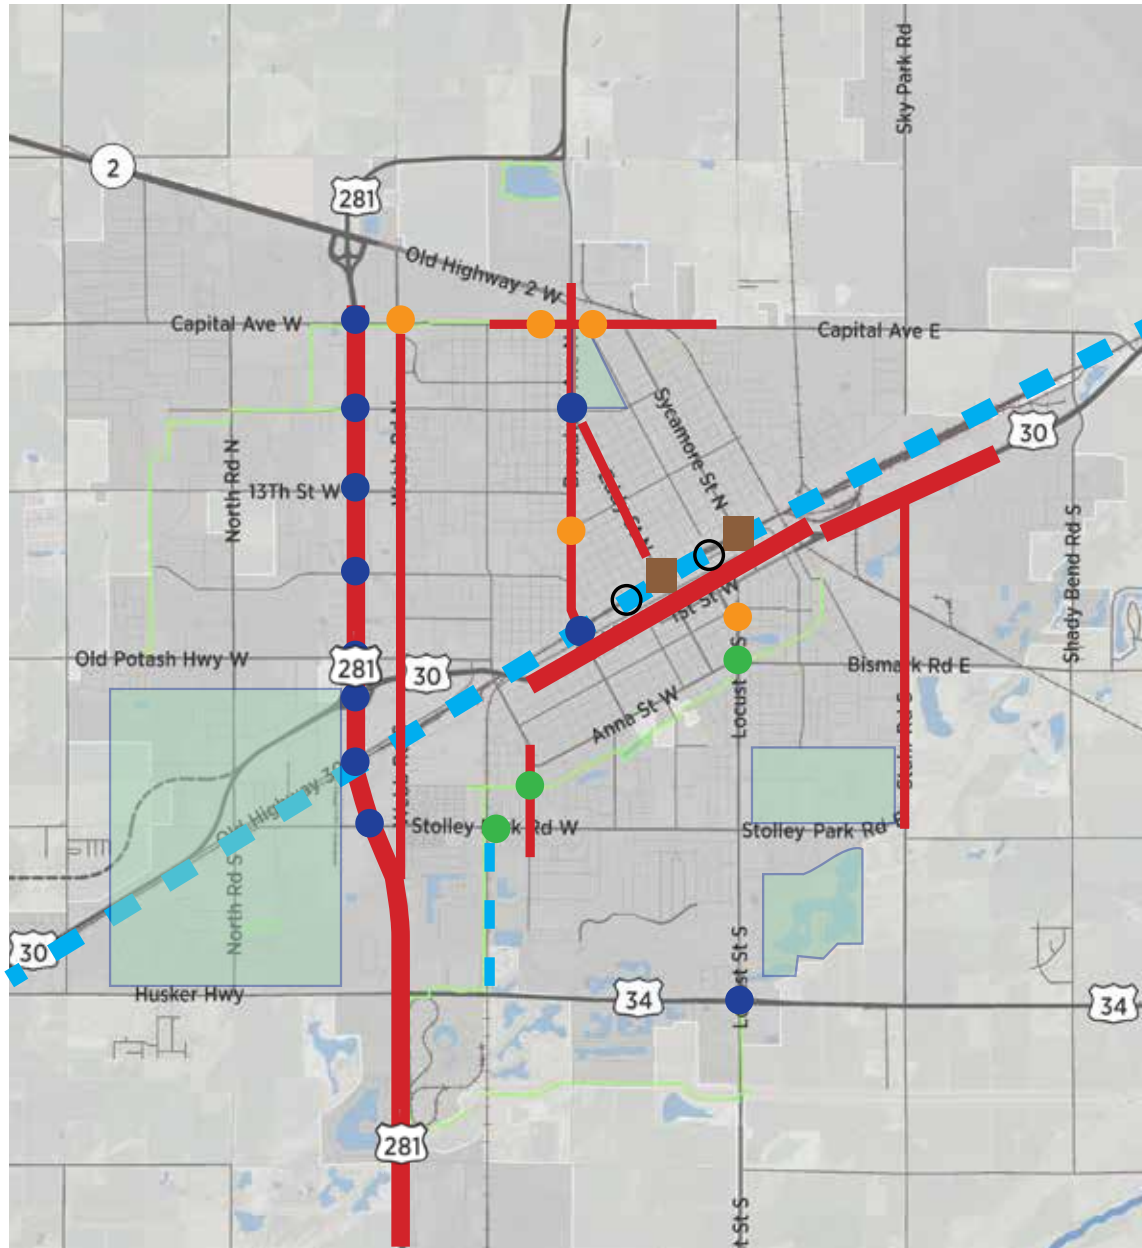 Sky Park Rd
2
281
Old Highway 2 W
Capital Ave W
Capital Ave E
Sycamore St N
30
North Rd N
13Th St W
Shady Bend Rd S
1st St W
Old Potash Hwy W
281
30
Bismark Rd E
Locust S
Anna St W
Old Highway 30
Stolley Park Rd W
Stolley Park Rd
North Rd S
30
Husker Hwy
34
Locust St S
34
281
t St S